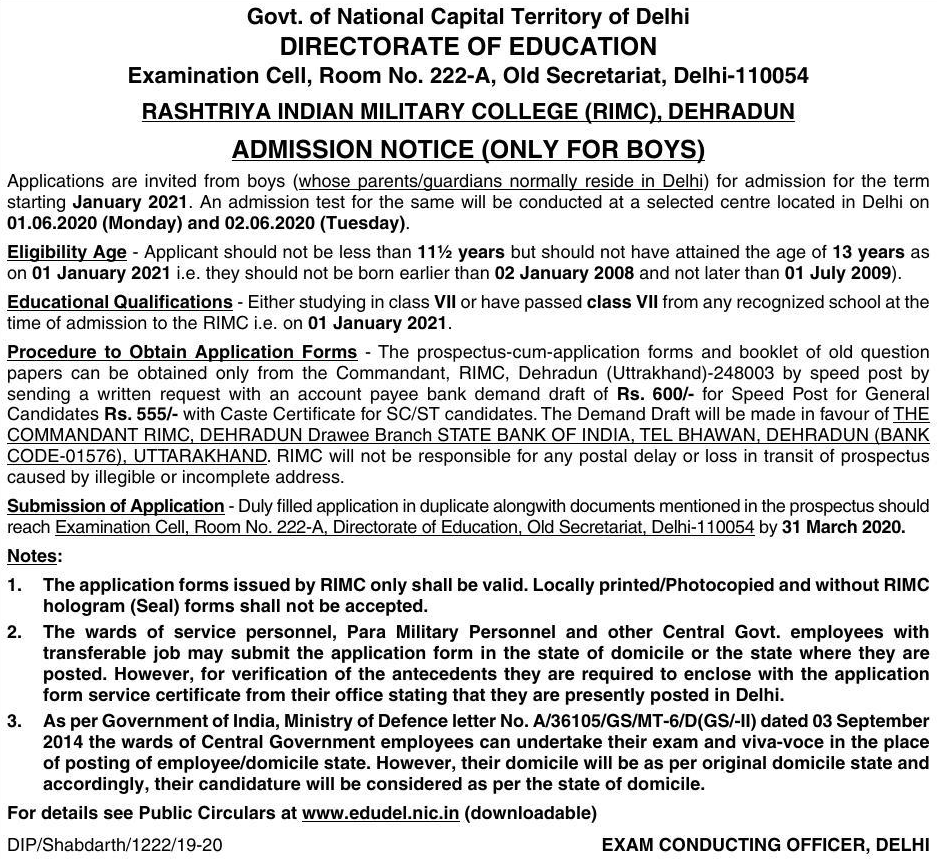 Govt. of National Capital Territory of Delhi
DIRECTORATE OF EDUCATION
Examination Cell, Room No. 222-A, Old Secretariat, Delhi-110054
RASHTRIYA INDIAN MILITARY COLLEGE (RIMC), DEHRADUN
ADMISSION NOTICE (ONLY FOR BOYS)
Applications are invited from boys (whose parents/guardians normally reside in Delhi) for admission for the term
starting January 2021. An admission test for the same will be conducted at a selected centre located in Delhi on
01.06.2020 (Monday) and 02.06.2020 (Tuesday).
Eligibility Age - Applicant should not be less than 11½ years but should not have attained the age of 13 years as
on 01 January 2021 i.e. they should not be born earlier than 02 January 2008 and not later than 01 July 2009).
Educational Qualifications - Either studying in class VII or have passed class VII from any recognized school at the
time of admission to the RIMC i.e. on 01 January 2021.
Procedure to Obtain Application Forms - The prospectus-cum-application forms and booklet of old question
papers can be obtained only from the Commandant, RIMC, Dehradun (Uttrakhand)-248003 by speed post by
sending a written request with an account payee bank demand draft of Rs. 600/- for Speed Post for General
Candidates Rs. 555/- with Caste Certificate for SC/ST candidates. The Demand Draft will be made in favour of THE
COMMANDANT RIMC, DEHRADUN Drawee Branch STATE BANK OF INDIA, TEL BHAWAN, DEHRADUN (BANK
CODE-01576), UTTARAKHAND. RIMC will not be responsible for any postal delay or loss in transit of prospectus
caused by illegible or incomplete address.
Submission of Application - Duly filled application in duplicate alongwith documents mentioned in the prospectus should
reach Examination Cell, Room No. 222-A, Directorate of Education, Old Secretariat, Delhi-110054 by 31 March 2020.
Notes:
1. The application forms issued by RIMC only shall be valid. Locally printed/Photocopied and without RIMC
hologram (Seal) forms shall not be accepted.
2. The wards of service personnel, Para Military Personnel and other Central Govt. employees with
transferable job may submit the application form in the state of domicile or the state where they are
posted. However, for verification of the antecedents they are required to enclose with the application
form service certificate from their office stating that they are presently posted in Delhi.
3. As per Government of India, Ministry of Defence letter No. A/36105/GS/MT-6/D(GS/-II) dated 03 September
2014 the wards of Central Government employees can undertake their exam and viva-voce in the place
of posting of employee/domicile state. However, their domicile will be as per original domicile state and
accordingly, their candidature will be considered as per the state of domicile.
For details see Public Circulars at www.edudel.nic.in (downloadable)
DIP/Shabdarth/1222/19-20 EXAM CONDUCTING OFFICER, DELHI